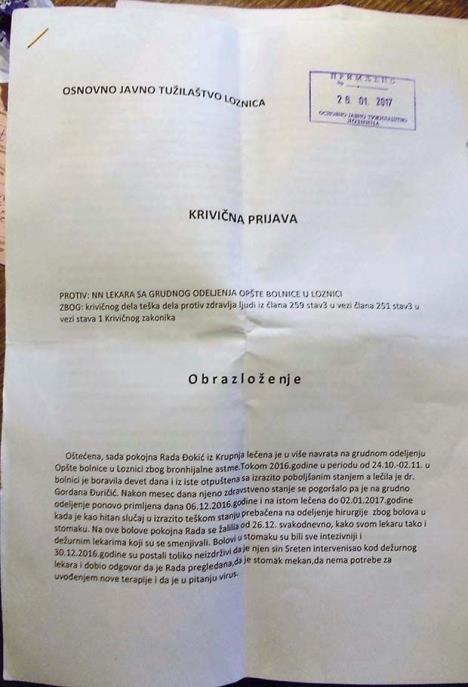 OSNOVNO JAVNO TUŽILAŠTVO LOZNICA
ПРИМЉЕНО
26 01 2017
ОСНОВНО ЈАВНО ТУЖИЛАШТВО
ЛОЗНИЦА
KRIVIČNA PRIJAVA
PROTIV: NN LEKARA SA GRUDNOG ODELJENJA OPŠTE BOLNICE U LOZNICI
ZBOG: krivičnog dela teška dela protiv zdravlja ljudi iz člana 259 stav3 u vezi člana 251 stav3 u
vezi stava 1 Krivičnog zakonika
Obrazloženje
Oštećena, sada pokojna Rada Đokić iz Krupnja lečena je u više navrata na grudnom odeljenju
Opšte bolnice u Loznici zbog bronhijalne astme.Tokom 2016.godine u periodu od 24.10.-02.11. u
bolnici je boravila devet dana i iz iste otpuštena sa izrazito poboljšanim stanjem a lečila je dr.
Gordana Đuričić. Nakon mesec dana njeno zdravstveno stanje se pogoršalo pa je na grudno
odeljenje ponovo primljena dana 06.12.2016.godine i na istom lečena do 02.01.2017.godine
kada je kao hitan slučaj u izrazito teškom stanju prebačena na odeljenje hirurgije zbog bolova u
stomaku. Na ove bolove pokojna Rada se žalila od 26.12. svakodnevno, kako svom lekaru tako i
dežurnim lekarima koji su se smenjivali. Bolovi u stomaku su bili sve intezivniji i
30.12.2016.godine su postali toliko neizdrživi da je njen sin Sreten intervenisao kod dežurnog
lekara i dobio odgovor da je Rada pregledana,da je stomak mekan,da nema potrebe za
uvođenjem nove terapije i da je u pitanju virus.